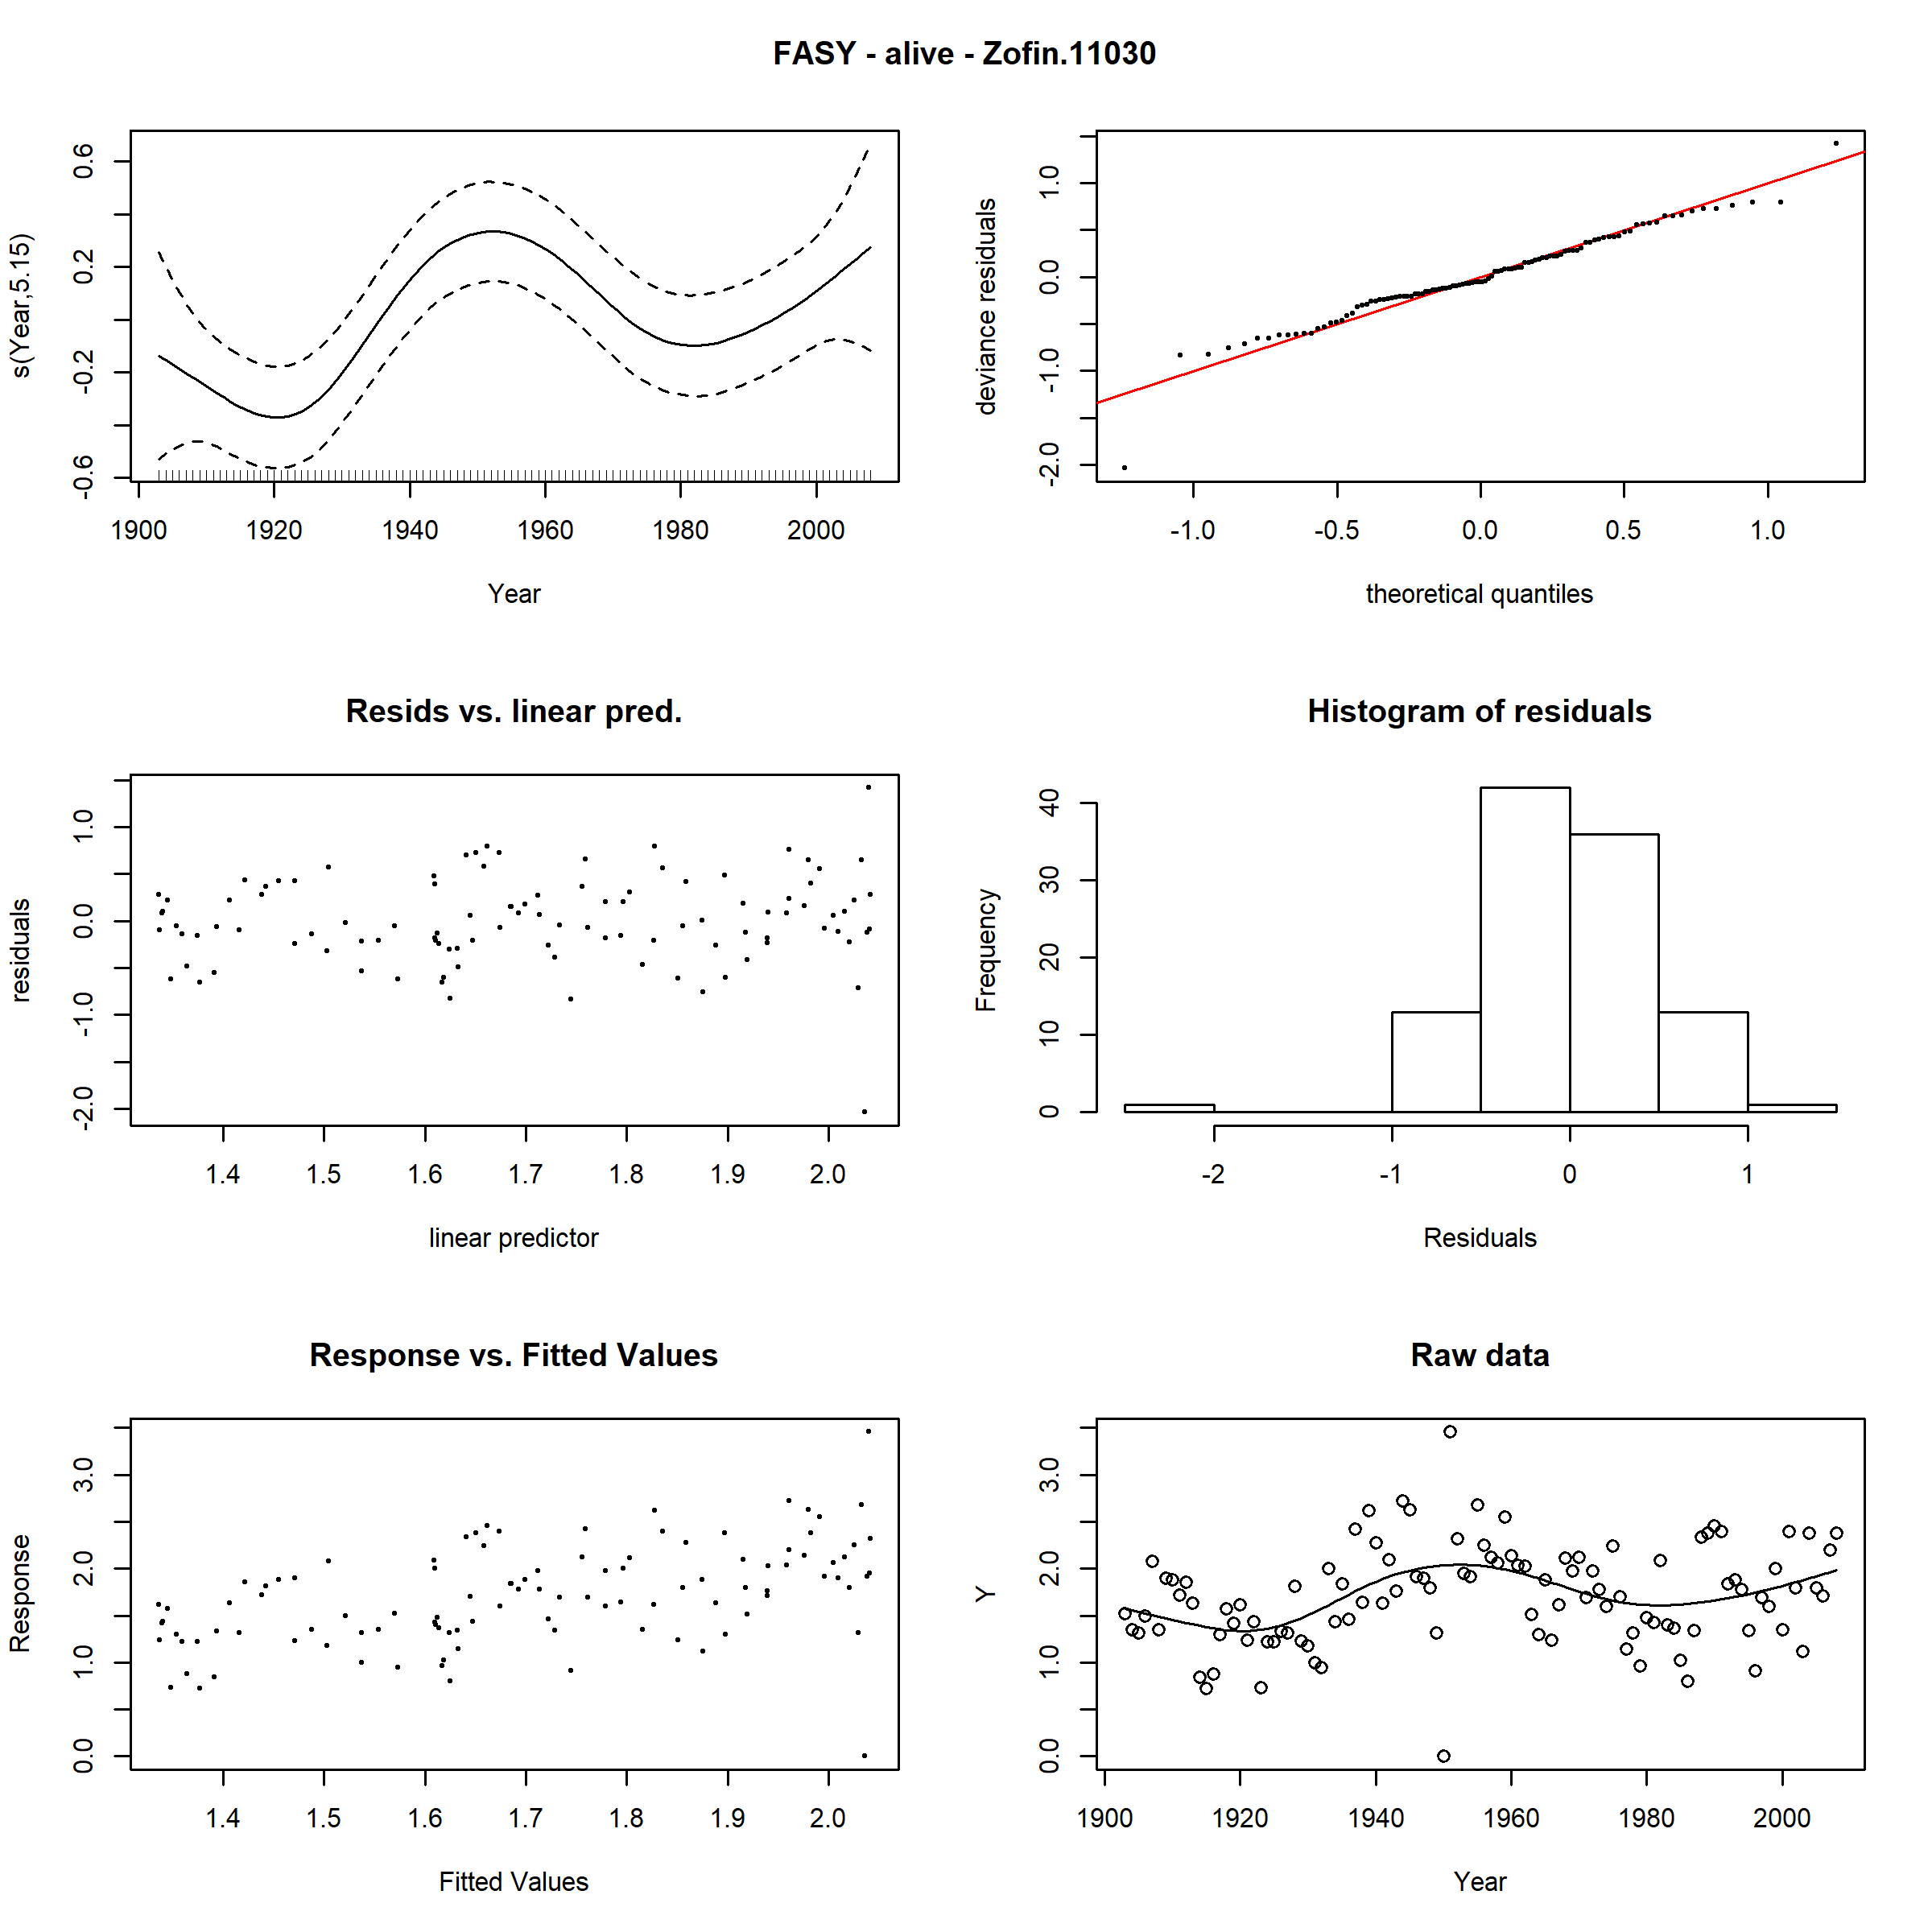 FASY - alive - Zofin.11030
s(Year,5.15)
-0.6 -0.2 0.2 0.6
1900 1920 1940 1960 1980 2000
Year
deviance residuals
-2.0 -1.0 0.0 1.0
-1.0 -0.5 0.0 0.5 1.0
theoretical quantiles
Resids vs. linear pred.
residuals
-2.0 -1.0 0.0 1.0
1.4 1.5 1.6 1.7 1.8 1.9 2.0
linear predictor
Histogram of residuals
Frequency
0 10 20 30 40
-2 -1 0 1
Residuals
Response vs. Fitted Values
Response
0.0 1.0 2.0 3.0
1.4 1.5 1.6 1.7 1.8 1.9 2.0
Fitted Values
Raw data
Y
0.0 1.0 2.0 3.0
1900 1920 1940 1960 1980 2000
Year